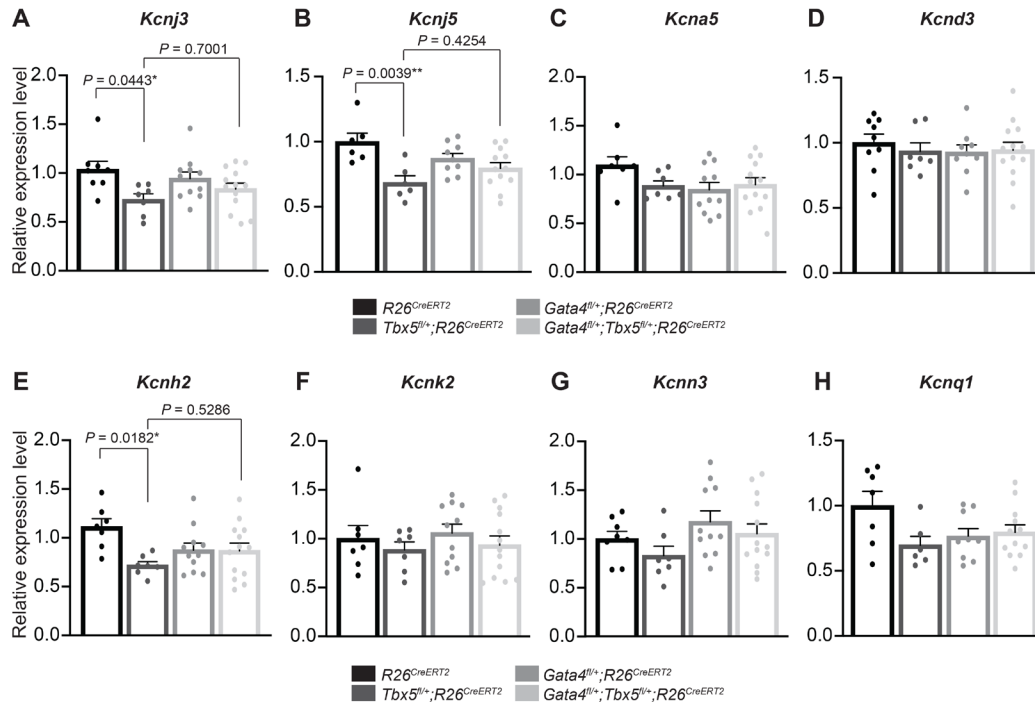 A Kcnj3
B Kcnj5
C Kcna5
D Kcnd3
P = 0.7001
P = 0.0443*
P = 0.4254
P = 0.0039**
Relative expression level
2.0
1.5
1.0
0.5
0.0
1.5
1.0
0.5
0.0
2.0
1.5
1.0
0.5
0.0
1.5
1.0
0.5
0.0
R26CreERT2
Tbx5fl/+;R26CreERT2
Gata4fl/+;R26CreERT2
Gata4fl/+;Tbx5fl/+;R26CreERT2
E Kcnh2
F Kcnk2
G Kcnn3
H Kcnq1
P = 0.5286
P = 0.0182*
Relative expression level
2.0
1.5
1.0
0.5
0.0
2.0
1.5
1.0
0.5
0.0
2.0
1.5
1.0
0.5
0.0
1.5
1.0
0.5
0.0
R26CreERT2
Tbx5fl/+;R26CreERT2
Gata4fl/+;R26CreERT2
Gata4fl/+;Tbx5fl/+;R26CreERT2